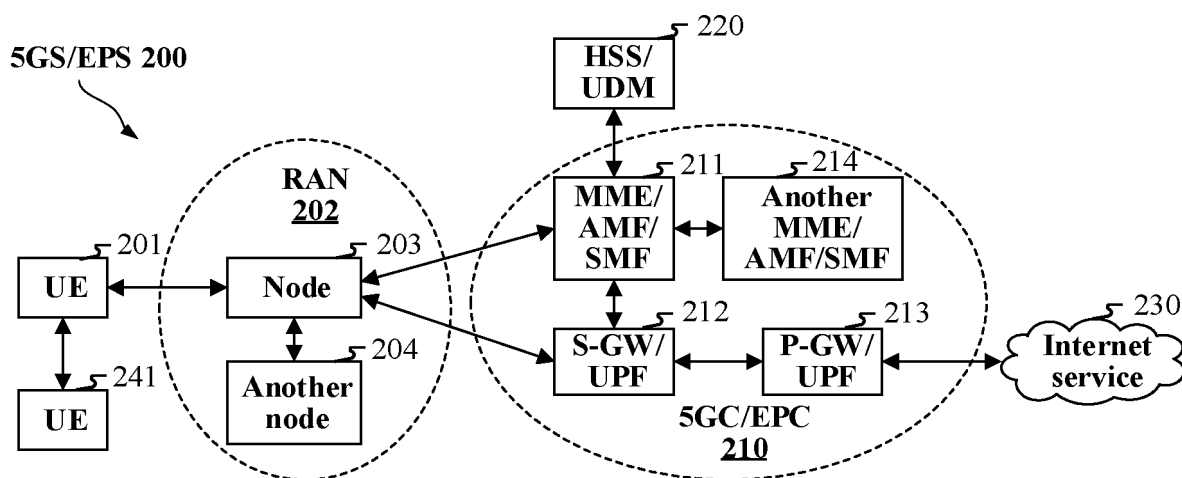 5GS/EPS 200
220
HSS/
UDM
RAN
202
211
MME/
AMF/
SMF
214
Another
MME/
AMF/SMF
201
UE
203
Node
241
UE
204
Another
node
212
S-GW/
UPF
213
P-GW/
UPF
230
Internet
service
5GC/EPC
210